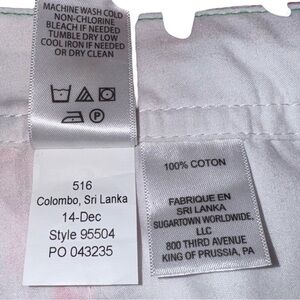 MACHINE WASH COLD
NON-CHLORINE
BLEACH IF NEEDED
TUMBLE DRY LOW
COOL IRON IF NEEDED
OR DRY CLEAN
P
516
Colombo, Sri Lanka
14-Dec
Style 95504
PO 043235
100% COTON
FABRIQUE EN
SRI LANKA
SUGARTOWN WORLDWIDE,
LLC
800 THIRD AVENUE
KING OF PRUSSIA, PA